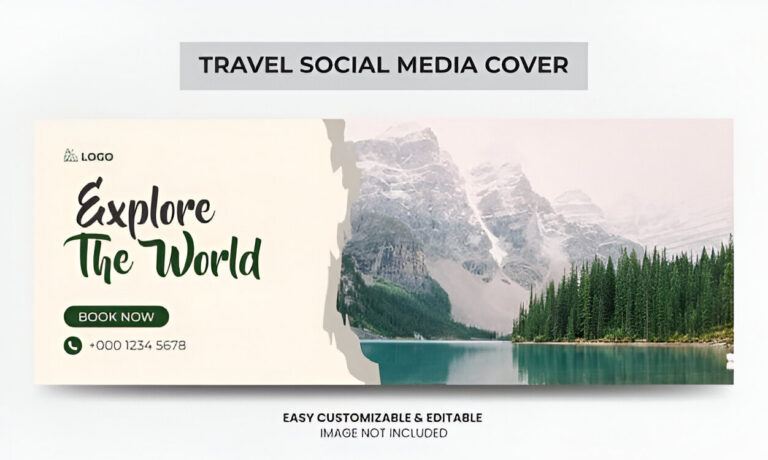 TRAVEL SOCIAL MEDIA COVER
LOGO
Explore
The World
BOOK NOW
+000 1234 5678
EASY CUSTOMIZABLE & EDITABLE
IMAGE NOT INCLUDED